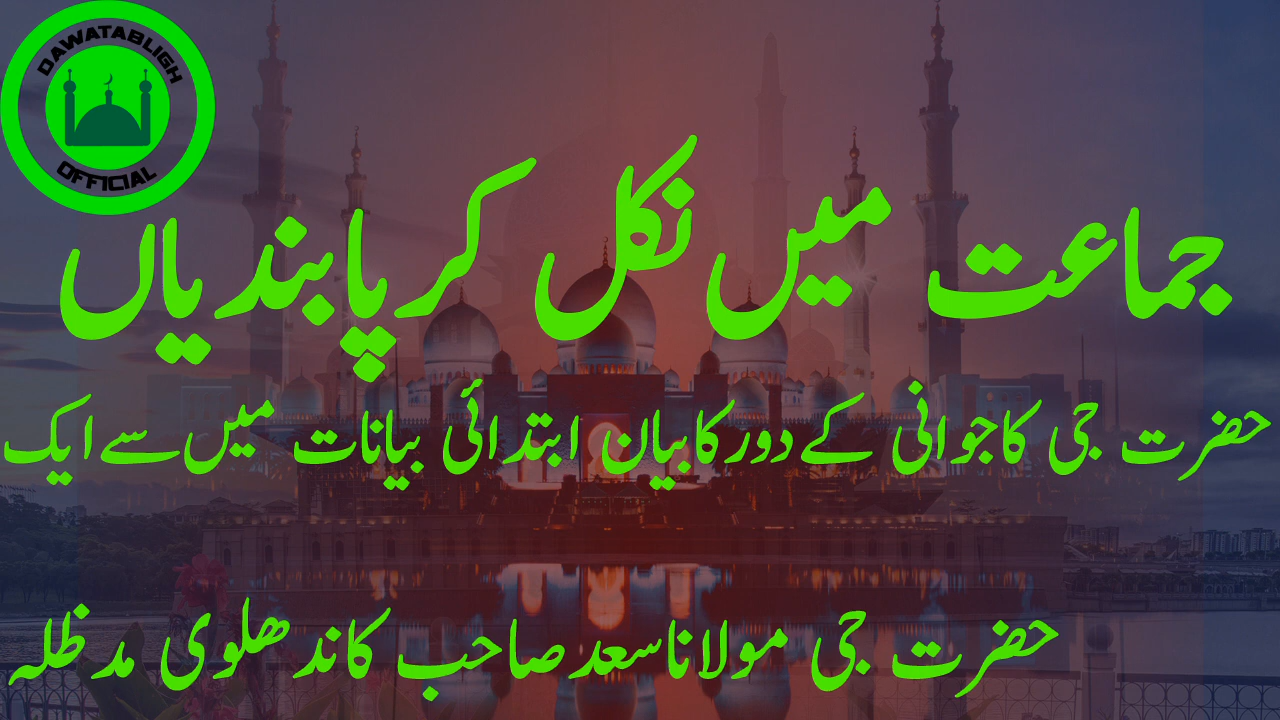 DAWATABLIGH
OFFICIAL
جماعت میں نکل کر پابندیاں
حضرت جی کا جوانی کے دور کا بیان ابتدائی بیانات میں سے ایک
حضرت جی مولانا سعد صاحب کاندھلوی مدظلہ